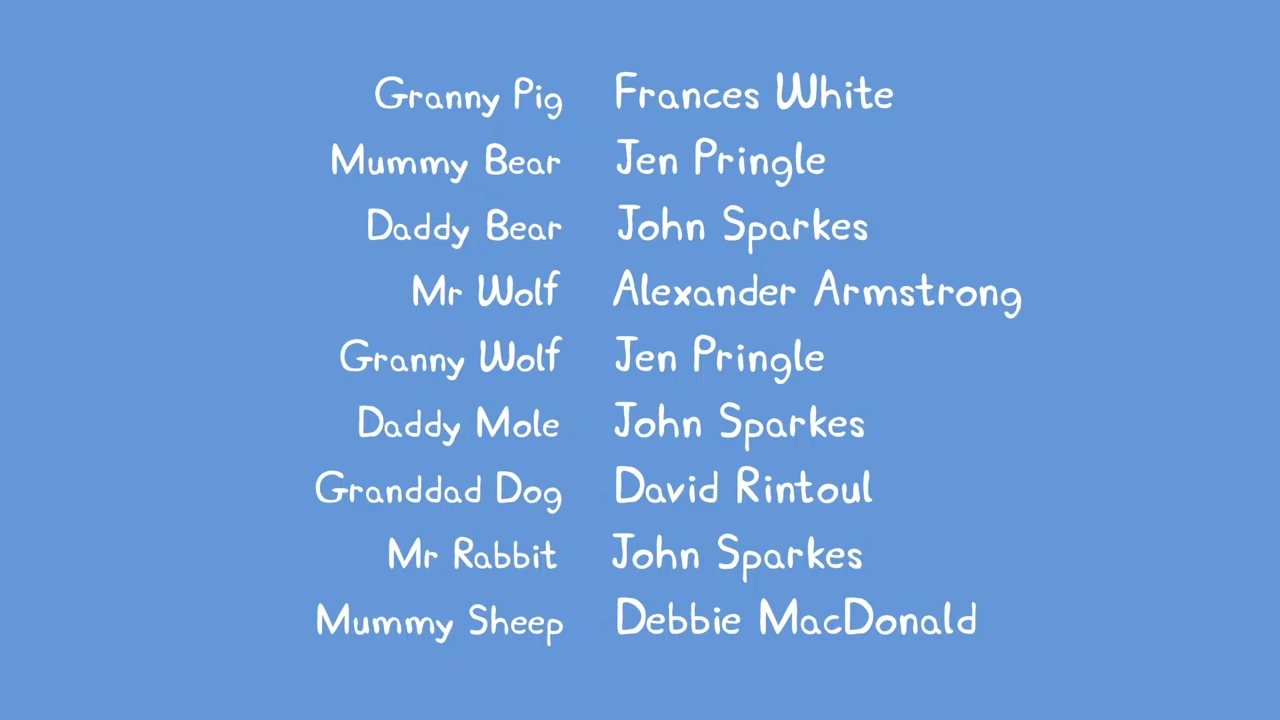 Granny Pig Frances White
Mummy Bear Jen Pringle
Daddy Bear John Sparkes
Mr Wolf Alexander Armstrong
Granny Wolf Jen Pringle
Daddy Mole John Sparkes
Granddad Dog David Rintoul
Mr Rabbit John Sparkes
Mummy Sheep Debbie MacDonald